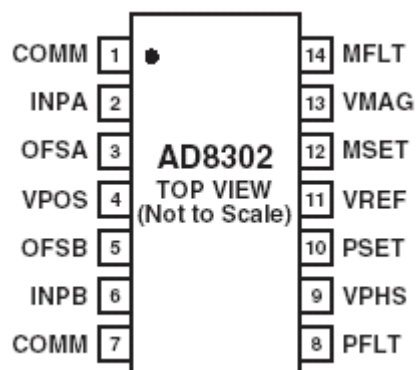 COMM 1 14 MFLT
INPA 2 13 VMAG
OFSA 3 12 MSET
AD8302
TOP VIEW
(Not to Scale)
VPOS 4 11 VREF
OFSB 5 10 PSET
INPB 6 9 VPHS
COMM 7 8 PFLT